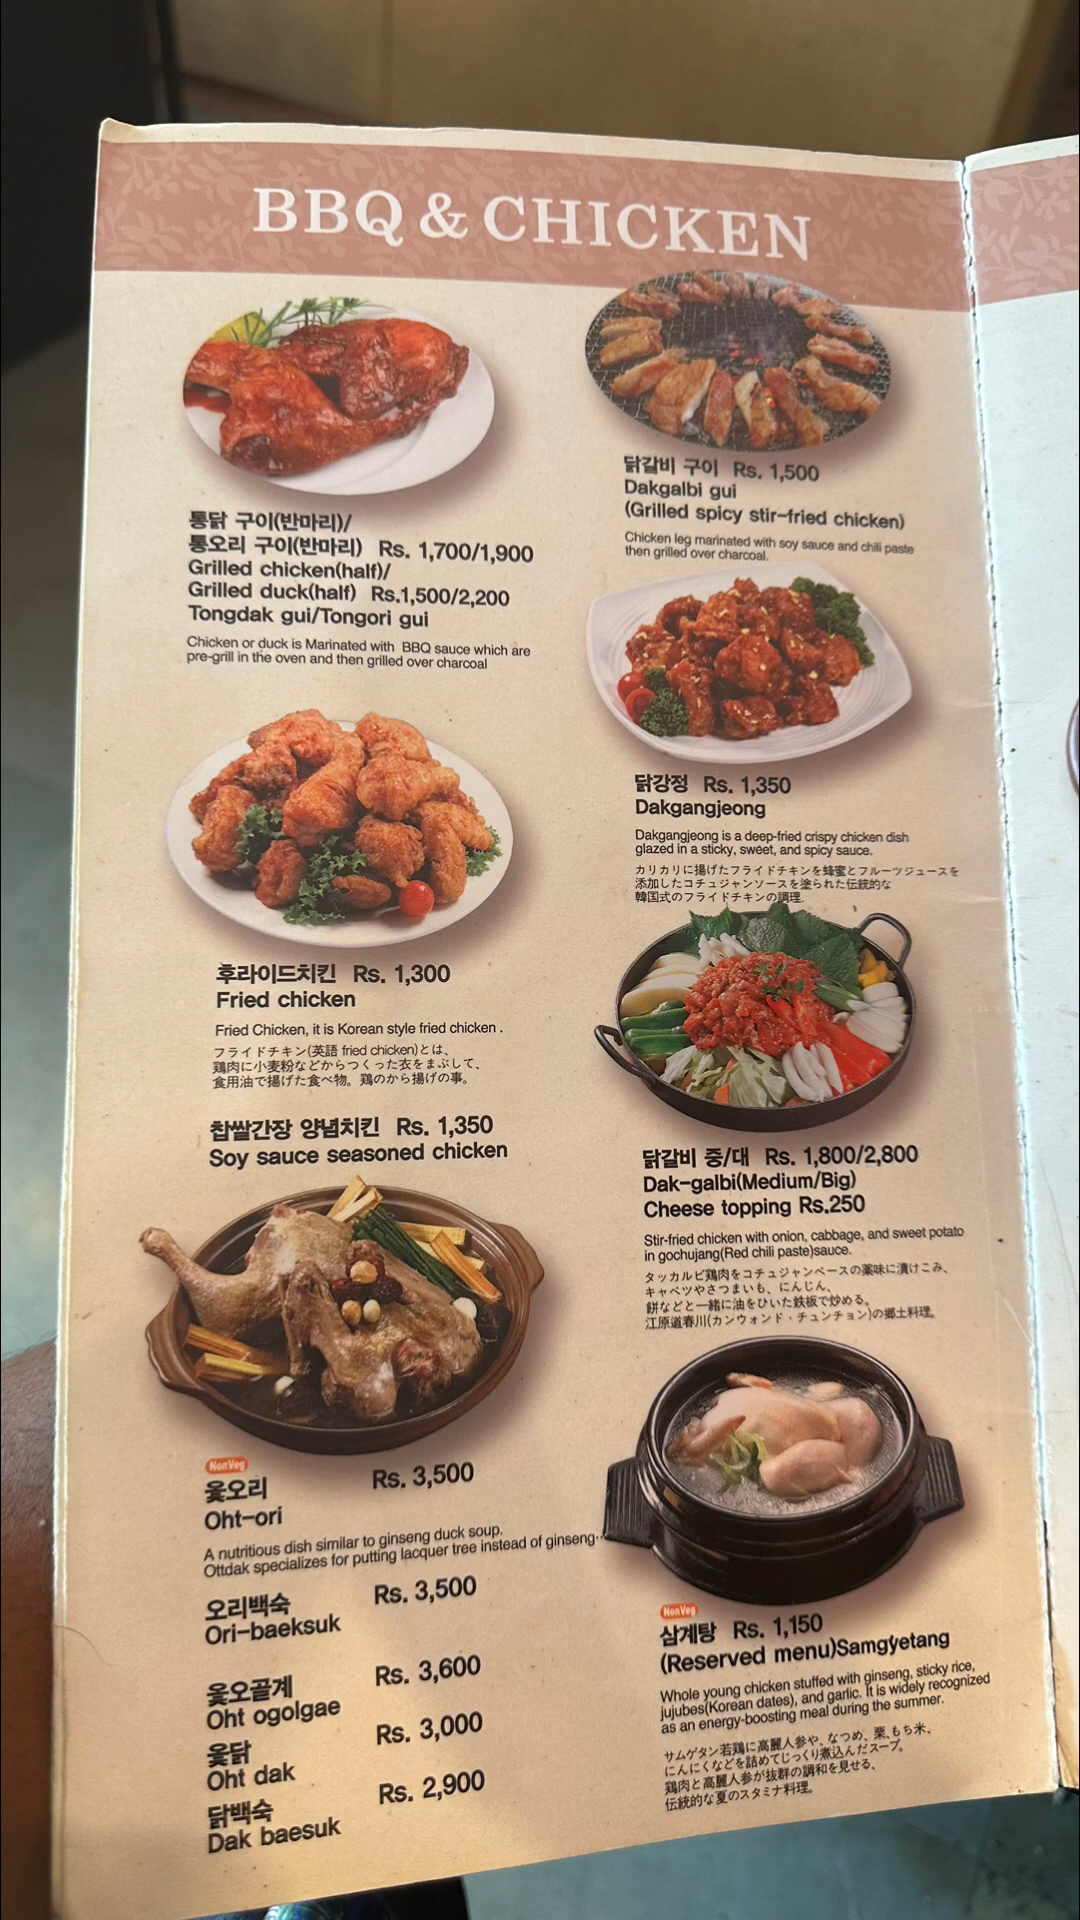 BBQ & CHICKEN
통닭 구이(반마리)/
통오리 구이(반마리) Rs. 1,700/1,900
Grilled chicken(half)/
Grilled duck(half) Rs.1,500/2,200
Tongdak gui/Tongori gui
Chicken or duck is Marinated with BBQ sauce which are
pre-grill in the oven and then grilled over charcoal
후라이드치킨 Rs. 1,300
Fried chicken
Fried Chicken, it is Korean style fried chicken .
フライドチキン(英語 fried chicken)とは、
鶏肉に小麦粉などからつくった衣をまぶして、
食用油で揚げた食べ物。鶏のから揚げの事。
찹쌀간장 양념치킨 Rs. 1,350
Soy sauce seasoned chicken
NonVeg
옻오리 Rs. 3,500
Oht-ori
A nutritious dish similar to ginseng duck soup.
Ottdak specializes for putting lacquer tree instead of ginseng··
오리백숙 Rs. 3,500
Ori-baeksuk
옻오골계 Rs. 3,600
Oht ogolgae
옻닭 Rs. 3,000
Oht dak
닭백숙 Rs. 2,900
Dak baesuk
닭갈비 구이 Rs. 1,500
Dakgalbi gui
(Grilled spicy stir-fried chicken)
Chicken leg marinated with soy sauce and chili paste
then grilled over charcoal.
닭강정 Rs. 1,350
Dakgangjeong
Dakgangjeong is a deep-fried crispy chicken dish
glazed in a sticky, sweet, and spicy sauce.
カリカリに揚げたフライドチキンを蜂蜜とフルーツジュースを
添加したコチュジャンソースを塗られた伝統的な
韓国式のフライドチキンの調理.
닭갈비 중/대 Rs. 1,800/2,800
Dak-galbi(Medium/Big)
Cheese topping Rs.250
Stir-fried chicken with onion, cabbage, and sweet potato
in gochujang(Red chili paste)sauce.
タッカルビ鶏肉をコチュジャンベースの薬味に漬けこみ、
キャベツやさつまいも、にんじん、
餅などと一緒に油をひいた鉄板で炒める。
江原道春川(カンウォンド・チュンチョン)の郷土料理。
NonVeg
삼계탕 Rs. 1,150
(Reserved menu)Samgyetang
Whole young chicken stuffed with ginseng, sticky rice,
jujubes(Korean dates), and garlic. It is widely recognized
as an energy-boosting meal during the summer.
サムゲタン若鶏に高麗人参や、なつめ、栗、もち米、
にんにくなどを詰めてじっくり煮込んだスープ。
鶏肉と高麗人参が抜群の調和を見せる、
伝統的な夏のスタミナ料理。